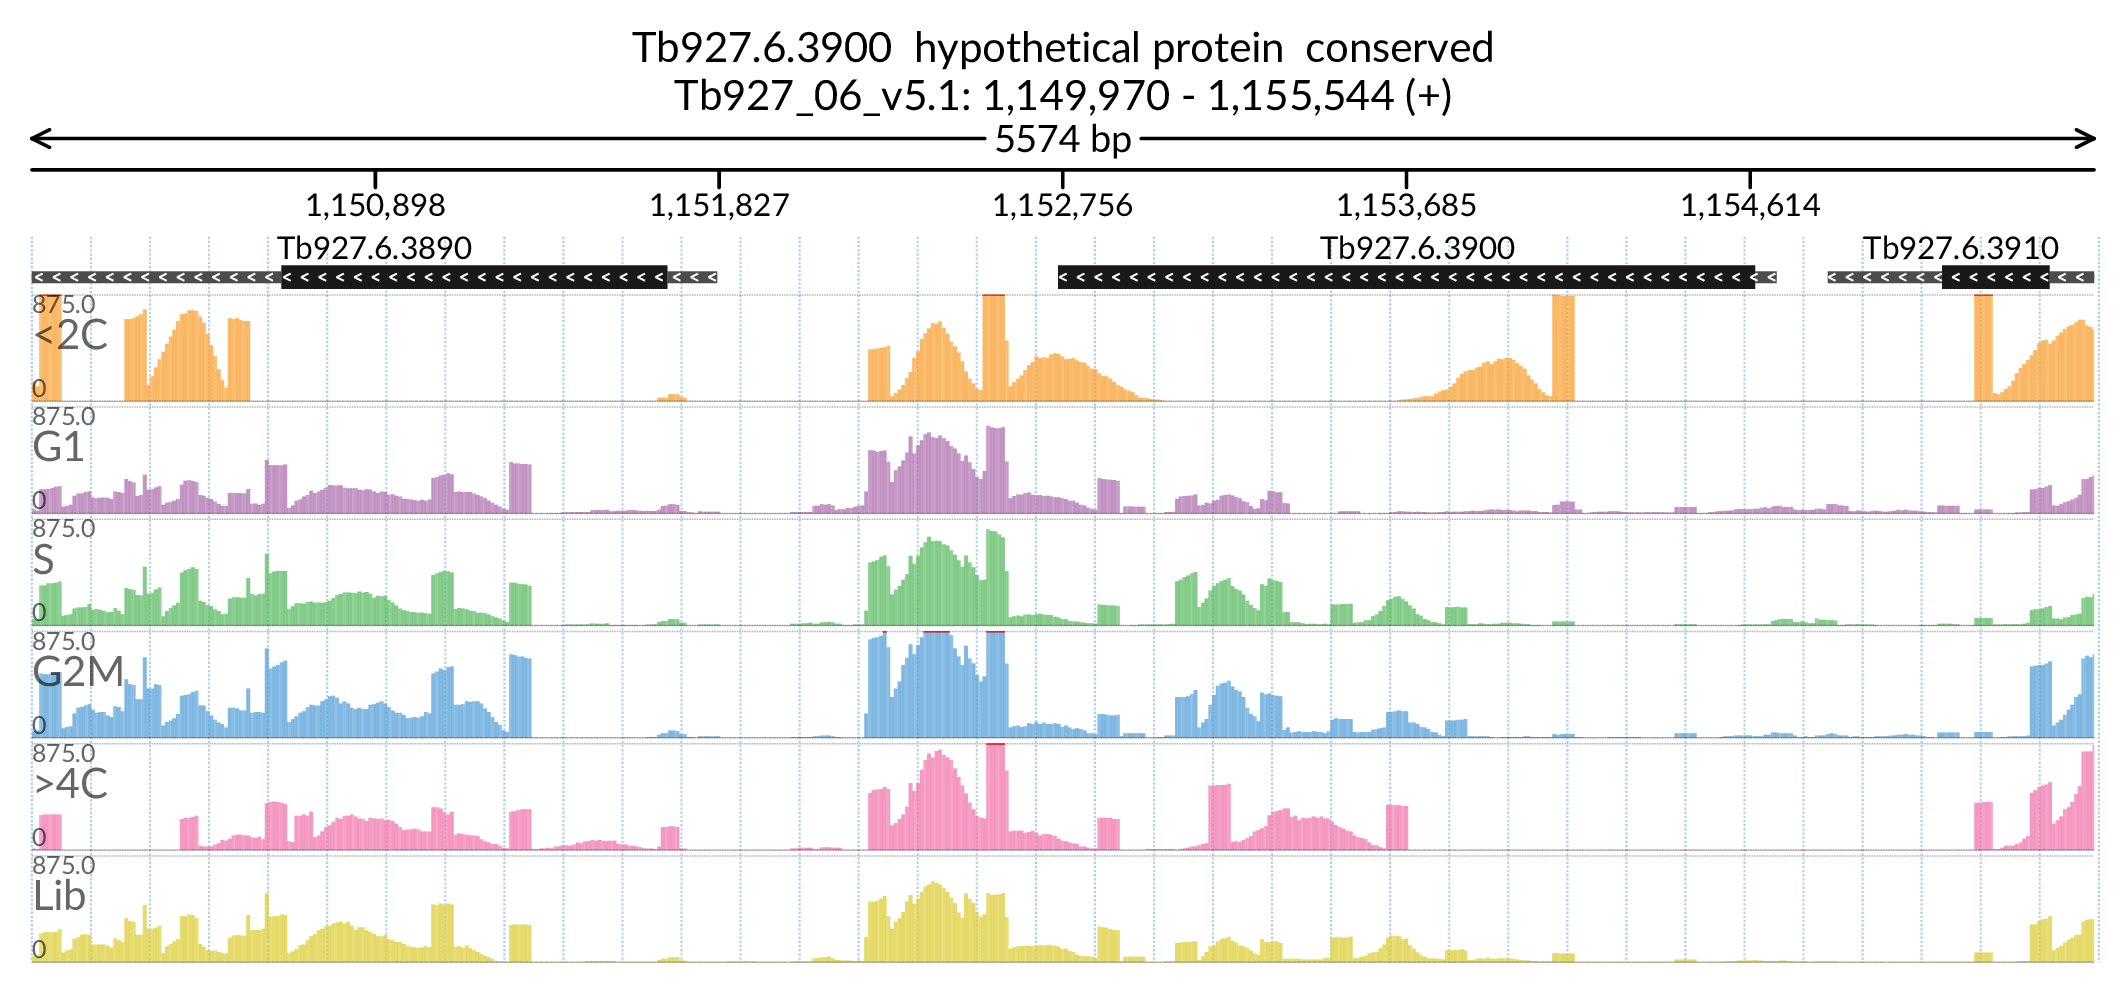 Tb927.6.3900 hypothetical protein conserved
Tb927_06_v5.1: 1,149,970 - 1,155,544 (+)
5574 bp
1,150,898 1,151,827 1,152,756 1,153,685 1,154,614
Tb927.6.3890 Tb927.6.3900 Tb927.6.3910
875.0
<2C
0
875.0
G1
0
875.0
S
0
875.0
G2M
0
875.0
>4C
0
875.0
Lib
0